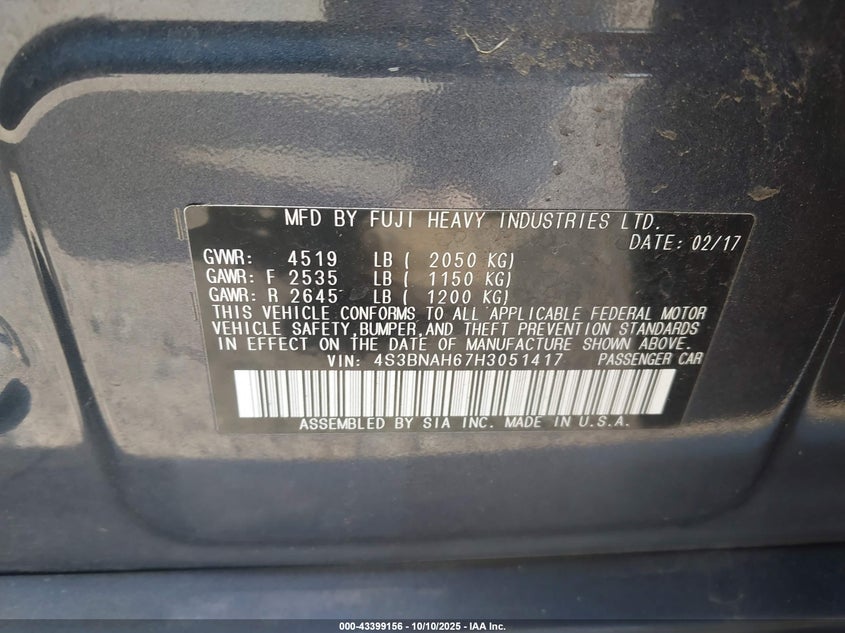 MFD BY FUJI HEAVY INDUSTRIES LTD.
DATE: 02/17
GVWR: 4519 LB ( 2050 KG)
GAWR: F 2535 LB ( 1150 KG)
GAWR: R 2645 LB ( 1200 KG)
THIS VEHICLE CONFORMS TO ALL APPLICABLE FEDERAL MOTOR
VEHICLE SAFETY,BUMPER,AND THEFT PREVENTION STANDARDS
IN EFFECT ON THE DATE OF MANUFACTURE SHOWN ABOVE.
VIN: 4S3BNAH67H3051417 PASSENGER CAR
ASSEMBLED BY SIA INC. MADE IN U.S.A.
000-43399156 - 10/10/2025 - IAA Inc.